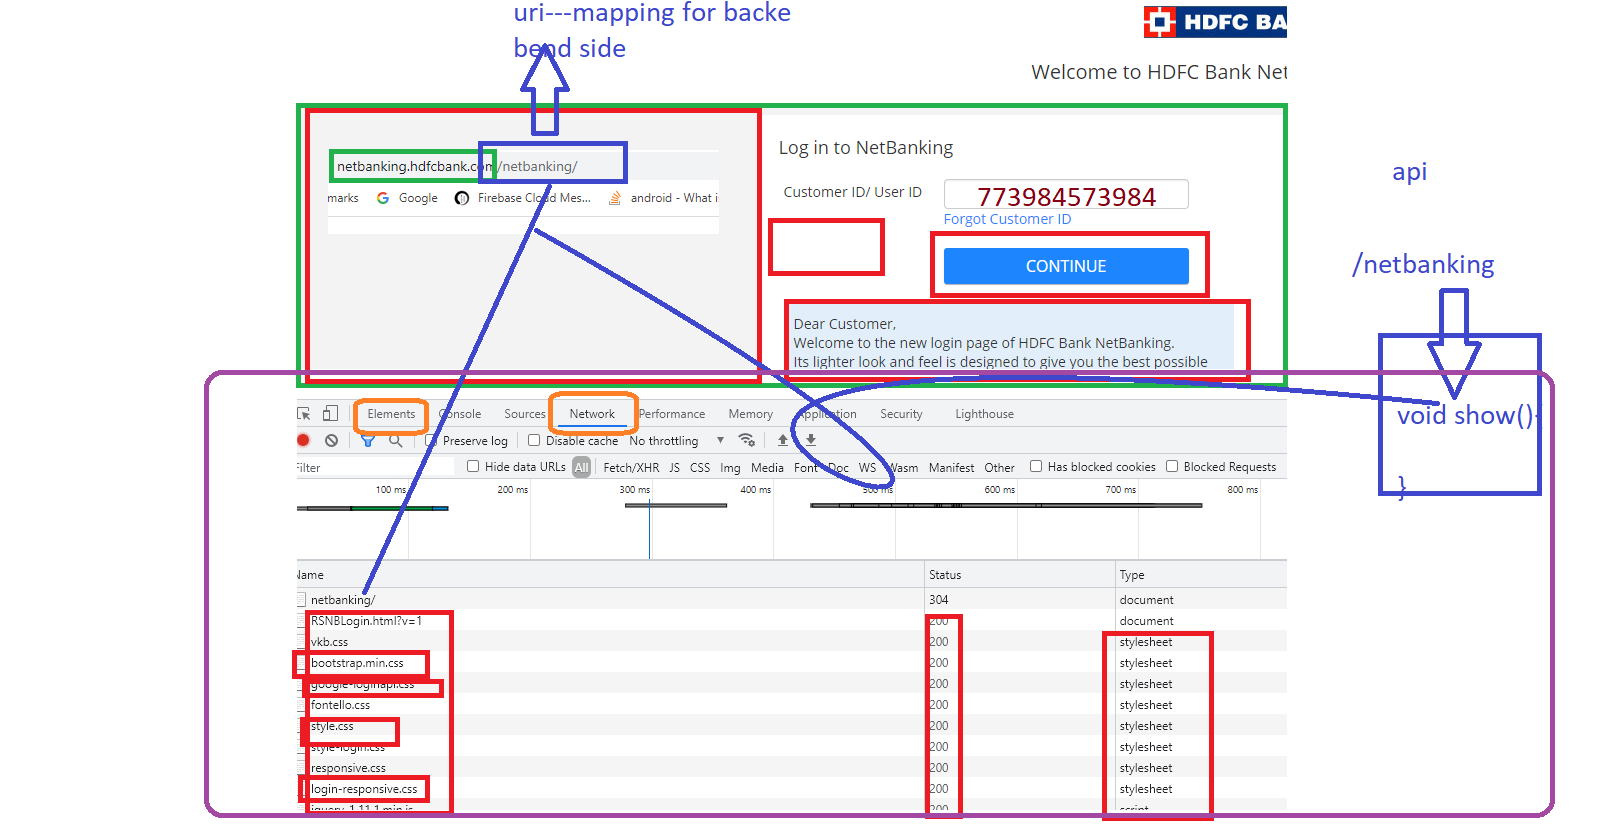 uri---mapping for backe
bend side
HDFC BA
Welcome to HDFC Bank Net
netbanking.hdfcbank.com/netbanking/
marks Google Firebase Cloud Mes... android - What i
Log in to NetBanking
Customer ID/ User ID 773984573984
Forgot Customer ID
CONTINUE
Dear Customer,
Welcome to the new login page of HDFC Bank NetBanking.
Its lighter look and feel is designed to give you the best possible
api
/netbanking
void show(){
}
Elements Console Sources Network Performance Memory Application Security Lighthouse
Preserve log Disable cache No throttling
Filter Hide data URLs All Fetch/XHR JS CSS Img Media Font Doc WS Wasm Manifest Other Has blocked cookies Blocked Requests
100 ms 200 ms 300 ms 400 ms 500 ms 600 ms 700 ms 800 ms
Name Status Type
netbanking/ 304 document
RSNBLogin.html?v=1 200 document
vkb.css 200 stylesheet
bootstrap.min.css 200 stylesheet
google-loginapi.css 200 stylesheet
fontello.css 200 stylesheet
style.css 200 stylesheet
style-login.css 200 stylesheet
responsive.css 200 stylesheet
login-responsive.css 200 stylesheet
jquery-1.11.1.min.js 200 script